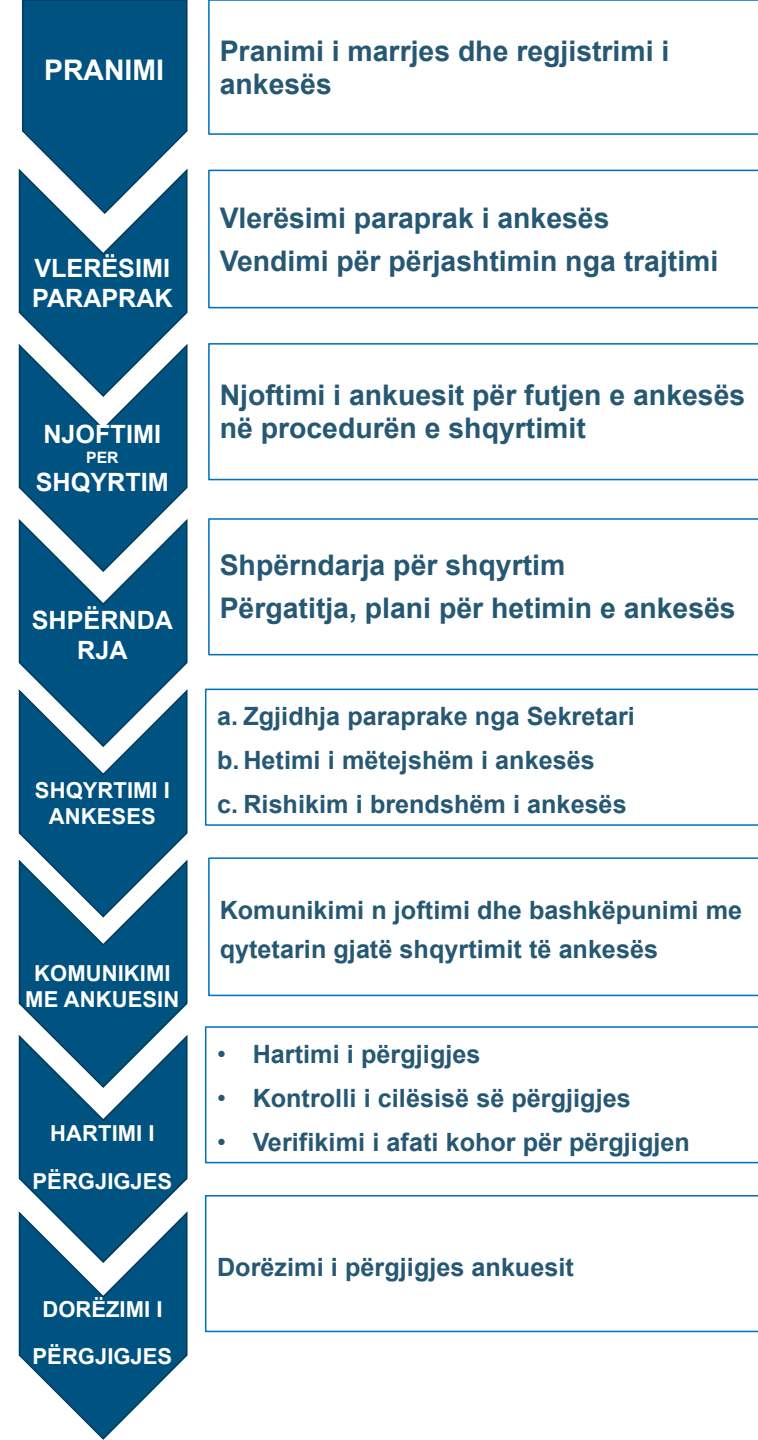 PRANIMI
Pranimi i marrjes dhe regjistrimi i
ankesës
VLERËSIMI
PARAPRAK
Vlerësimi paraprak i ankesës
Vendimi për përjashtimin nga trajtimi
NJOFTIMI
PER
SHQYRTIM
Njoftimi i ankuesit për futjen e ankesës
në procedurën e shqyrtimit
SHPËRNDA
RJA
Shpërndarja për shqyrtim
Përgatitja, plani për hetimin e ankesës
SHQYRTIMI I
ANKESES
a. Zgjidhja paraprake nga Sekretari
b. Hetimi i mëtejshëm i ankesës
c. Rishikim i brendshëm i ankesës
KOMUNIKIMI
ME ANKUESIN
Komunikimi n joftimi dhe bashkëpunimi me
qytetarin gjatë shqyrtimit të ankesës
HARTIMI I
PËRGJIGJES
• Hartimi i përgjigjes
• Kontrolli i cilësisë së përgjigjes
• Verifikimi i afati kohor për përgjigjen
DORËZIMI I
PËRGJIGJES
Dorëzimi i përgjigjes ankuesit